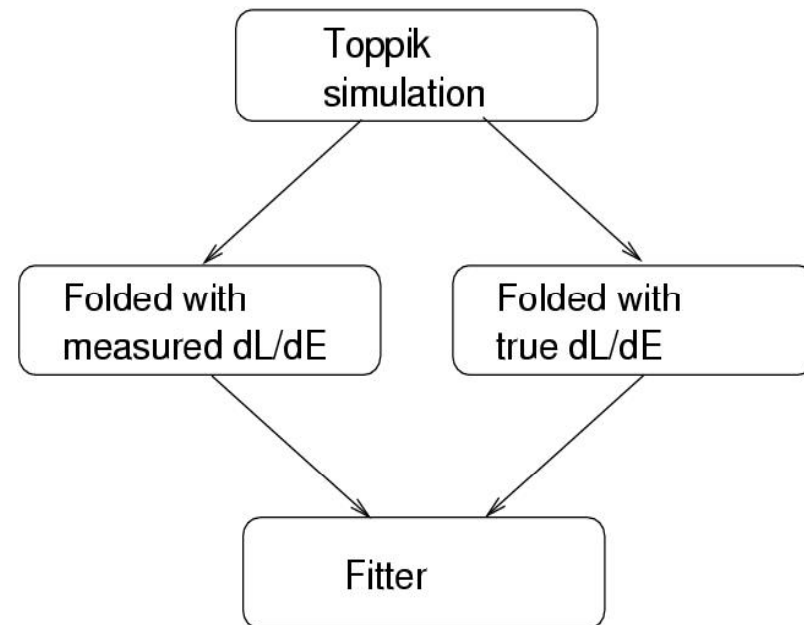 Toppik
simulation
Folded with
measured dL/dE
Folded with
true dL/dE
Fitter